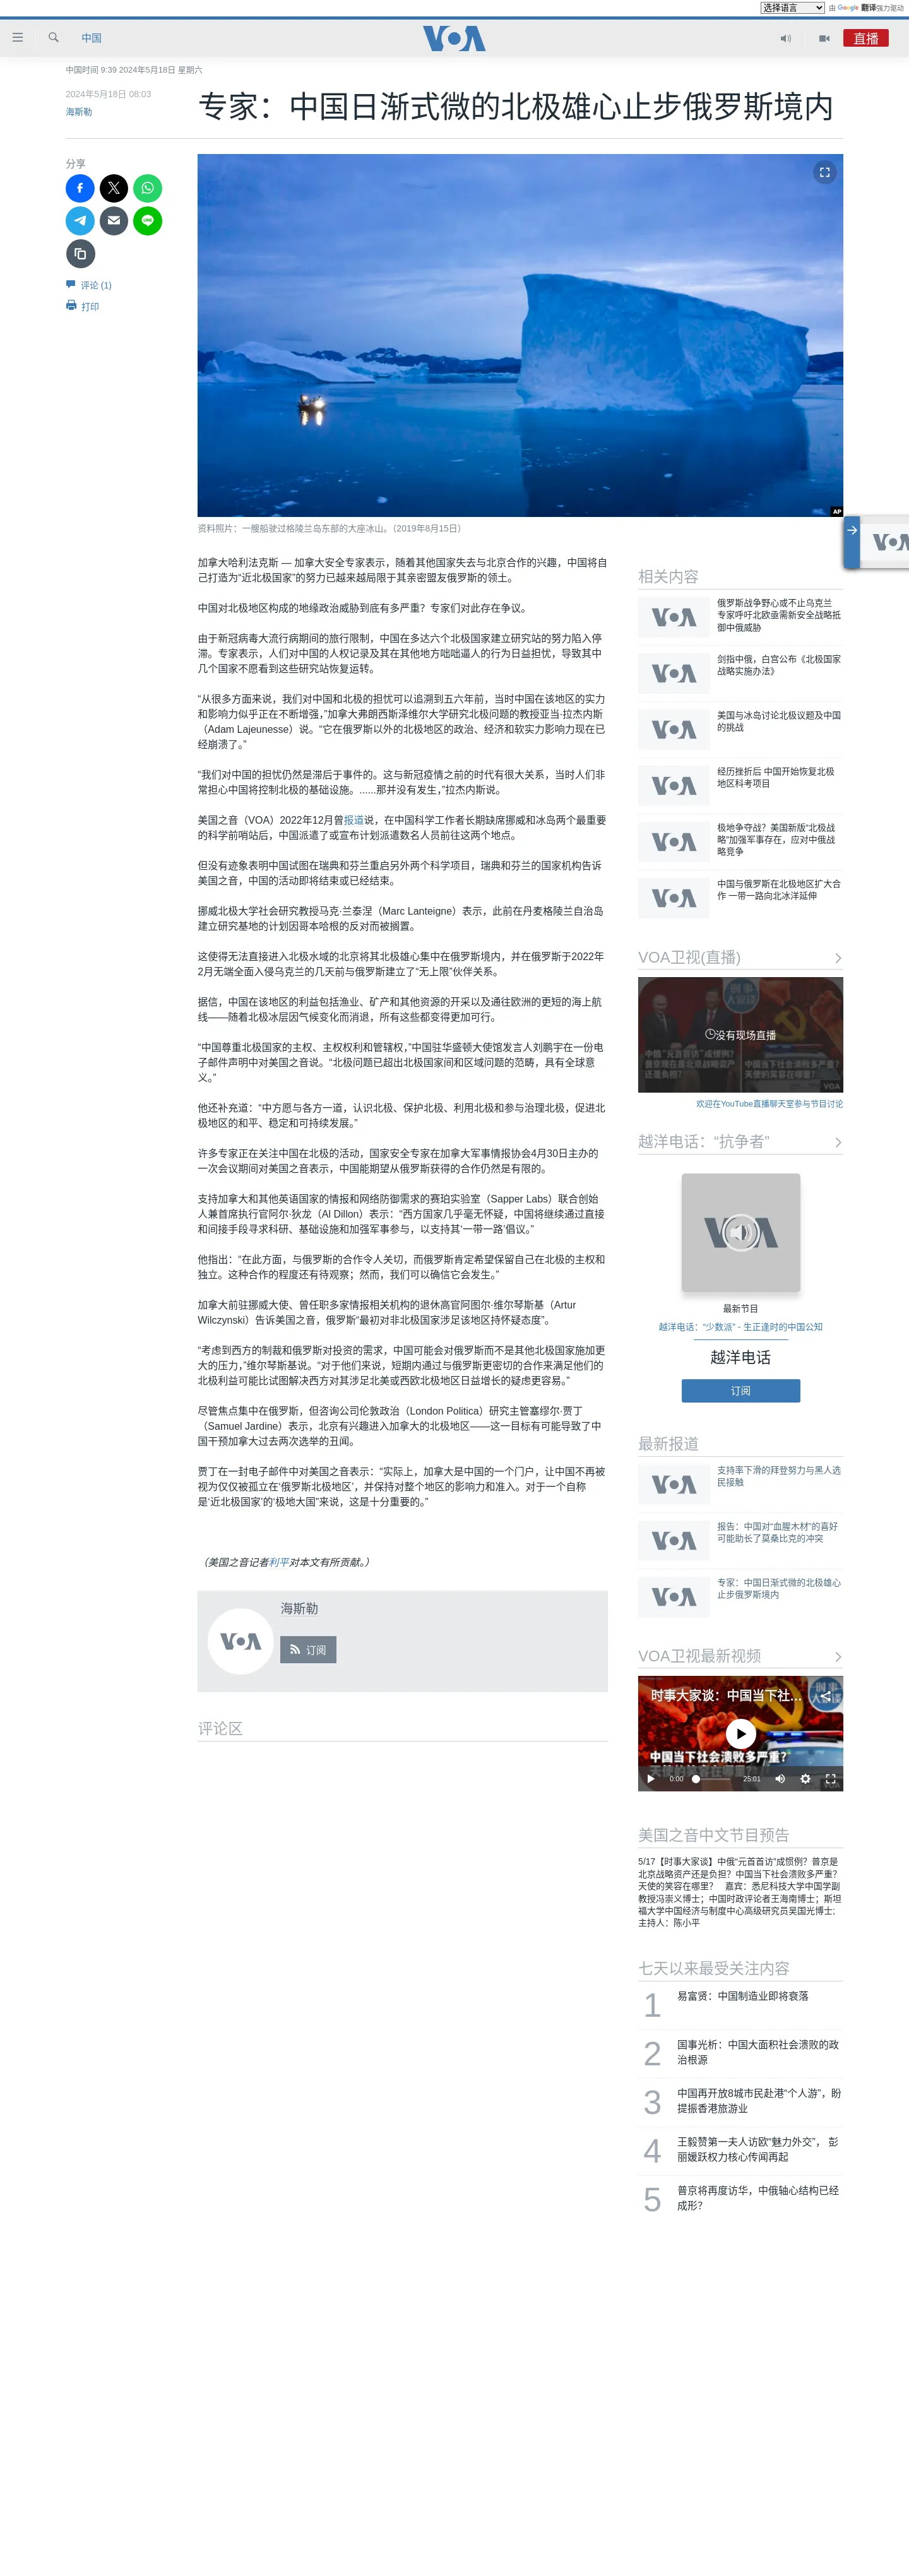 选择语言
由 Google 翻译强力驱动
中国
VOA
直播
中国时间 9:39 2024年5月18日 星期六
2024年5月18日 08:03
海斯勒
专家：中国日渐式微的北极雄心止步俄罗斯境内
分享
评论 (1)
打印
AP
资料照片：一艘船驶过格陵兰岛东部的大座冰山。（2019年8月15日）
加拿大哈利法克斯 — 加拿大安全专家表示，随着其他国家失去与北京合作的兴趣，中国将自
己打造为“近北极国家”的努力已越来越局限于其亲密盟友俄罗斯的领土。
中国对北极地区构成的地缘政治威胁到底有多严重？专家们对此存在争议。
由于新冠病毒大流行病期间的旅行限制，中国在多达六个北极国家建立研究站的努力陷入停
滞。专家表示，人们对中国的人权记录及其在其他地方咄咄逼人的行为日益担忧，导致其中
几个国家不愿看到这些研究站恢复运转。
“从很多方面来说，我们对中国和北极的担忧可以追溯到五六年前，当时中国在该地区的实力
和影响力似乎正在不断增强，”加拿大弗朗西斯泽维尔大学研究北极问题的教授亚当·拉杰内斯
（Adam Lajeunesse）说。“它在俄罗斯以外的北极地区的政治、经济和软实力影响力现在已
经崩溃了。”
“我们对中国的担忧仍然是滞后于事件的。这与新冠疫情之前的时代有很大关系，当时人们非
常担心中国将控制北极的基础设施。......那并没有发生，”拉杰内斯说。
美国之音（VOA）2022年12月曾报道说，在中国科学工作者长期缺席挪威和冰岛两个最重要
的科学前哨站后，中国派遣了或宣布计划派遣数名人员前往这两个地点。
但没有迹象表明中国试图在瑞典和芬兰重启另外两个科学项目，瑞典和芬兰的国家机构告诉
美国之音，中国的活动即将结束或已经结束。
挪威北极大学社会研究教授马克·兰泰涅（Marc Lanteigne）表示，此前在丹麦格陵兰自治岛
建立研究基地的计划因哥本哈根的反对而被搁置。
这使得无法直接进入北极水域的北京将其北极雄心集中在俄罗斯境内，并在俄罗斯于2022年
2月无端全面入侵乌克兰的几天前与俄罗斯建立了“无上限”伙伴关系。
据信，中国在该地区的利益包括渔业、矿产和其他资源的开采以及通往欧洲的更短的海上航
线——随着北极冰层因气候变化而消退，所有这些都变得更加可行。
“中国尊重北极国家的主权、主权权利和管辖权，”中国驻华盛顿大使馆发言人刘鹏宇在一份电
子邮件声明中对美国之音说。“北极问题已超出北极国家间和区域问题的范畴，具有全球意
义。”
他还补充道：“中方愿与各方一道，认识北极、保护北极、利用北极和参与治理北极，促进北
极地区的和平、稳定和可持续发展。”
许多专家正在关注中国在北极的活动，国家安全专家在加拿大军事情报协会4月30日主办的
一次会议期间对美国之音表示，中国能期望从俄罗斯获得的合作仍然是有限的。
支持加拿大和其他英语国家的情报和网络防御需求的赛珀实验室（Sapper Labs）联合创始
人兼首席执行官阿尔·狄龙（Al Dillon）表示：“西方国家几乎毫无怀疑，中国将继续通过直接
和间接手段寻求科研、基础设施和加强军事参与，以支持其‘一带一路’倡议。”
他指出：“在此方面，与俄罗斯的合作令人关切，而俄罗斯肯定希望保留自己在北极的主权和
独立。这种合作的程度还有待观察；然而，我们可以确信它会发生。”
加拿大前驻挪威大使、曾任职多家情报相关机构的退休高官阿图尔·维尔琴斯基（Artur
Wilczynski）告诉美国之音，俄罗斯“最初对非北极国家涉足该地区持怀疑态度”。
“考虑到西方的制裁和俄罗斯对投资的需求，中国可能会对俄罗斯而不是其他北极国家施加更
大的压力，”维尔琴斯基说。“对于他们来说，短期内通过与俄罗斯更密切的合作来满足他们的
北极利益可能比试图解决西方对其涉足北美或西欧北极地区日益增长的疑虑更容易。”
尽管焦点集中在俄罗斯，但咨询公司伦敦政治（London Politica）研究主管塞缪尔·贾丁
（Samuel Jardine）表示，北京有兴趣进入加拿大的北极地区——这一目标有可能导致了中
国干预加拿大过去两次选举的丑闻。
贾丁在一封电子邮件中对美国之音表示：“实际上，加拿大是中国的一个门户，让中国不再被
视为仅仅被孤立在‘俄罗斯北极地区’，并保持对整个地区的影响力和准入。对于一个自称
是‘近北极国家’的‘极地大国”来说，这是十分重要的。”
（美国之音记者利平对本文有所贡献。）
VOA
海斯勒
订阅
评论区
VOA
相关内容
VOA
俄罗斯战争野心或不止乌克兰
专家呼吁北欧亟需新安全战略抵
御中俄威胁
VOA
剑指中俄，白宫公布《北极国家
战略实施办法》
VOA
美国与冰岛讨论北极议题及中国
的挑战
VOA
经历挫折后 中国开始恢复北极
地区科考项目
VOA
极地争夺战？美国新版“北极战
略”加强军事存在，应对中俄战
略竞争
VOA
中国与俄罗斯在北极地区扩大合
作 一带一路向北冰洋延伸
VOA卫视(直播)
没有现场直播
欢迎在YouTube直播聊天室参与节目讨论
越洋电话：“抗争者”
VOA
最新节目
越洋电话：“少数派” - 生正逢时的中国公知
越洋电话
订阅
最新报道
VOA
支持率下滑的拜登努力与黑人选
民接触
VOA
报告：中国对“血腥木材”的喜好
可能助长了莫桑比克的冲突
VOA
专家：中国日渐式微的北极雄心
止步俄罗斯境内
VOA卫视最新视频
时事大家谈：中国当下社...
中国当下社会溃败多严重?
0:00
25:01
美国之音中文节目预告
5/17【时事大家谈】中俄“元首首访”成惯例？普京是
北京战略资产还是负担？中国当下社会溃败多严重？
天使的笑容在哪里？ 嘉宾：悉尼科技大学中国学副
教授冯崇义博士；中国时政评论者王海南博士；斯坦
福大学中国经济与制度中心高级研究员吴国光博士;
主持人：陈小平
七天以来最受关注内容
1
易富贤：中国制造业即将衰落
2
国事光析：中国大面积社会溃败的政
治根源
3
中国再开放8城市民赴港“个人游”，盼
提振香港旅游业
4
王毅赞第一夫人访欧“魅力外交”， 彭
丽媛跃权力核心传闻再起
5
普京将再度访华，中俄轴心结构已经
成形？